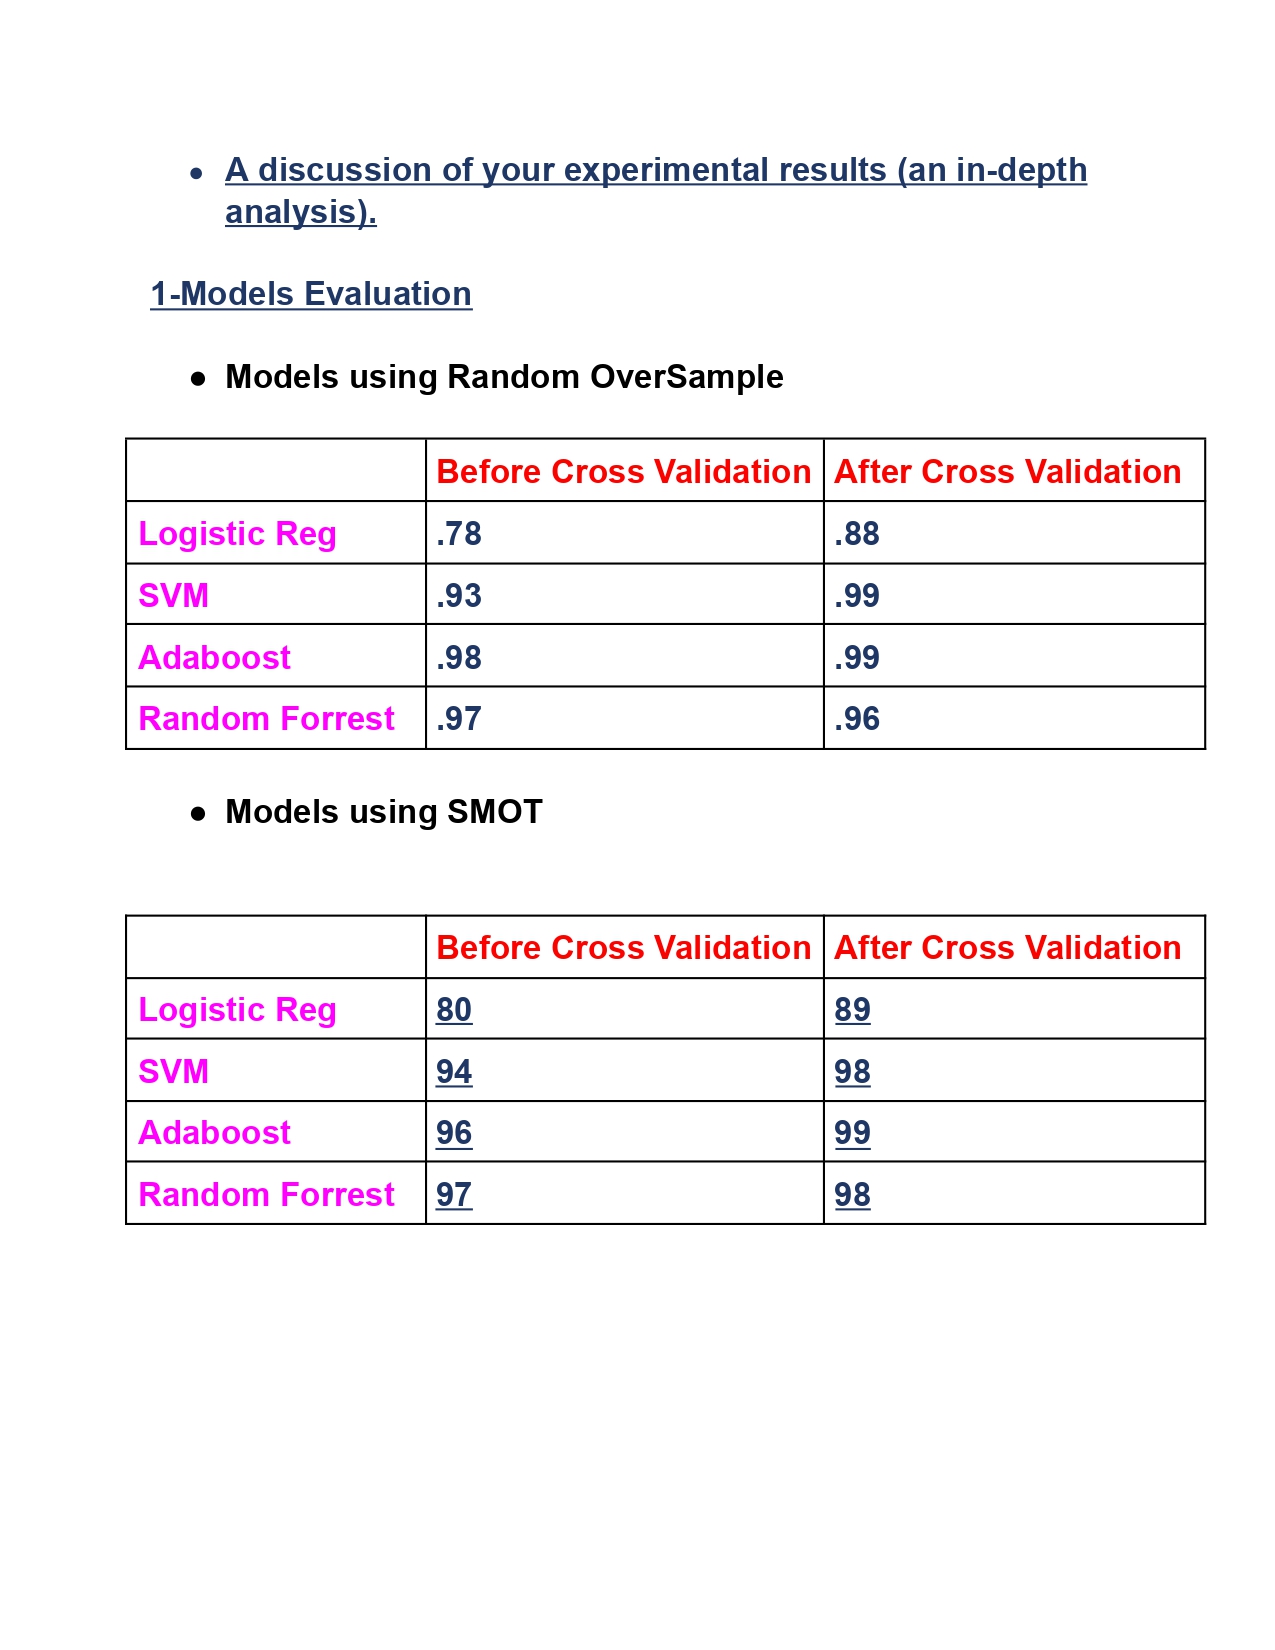 ● A discussion of your experimental results (an in-depth
analysis).
1-Models Evaluation
● Models using Random OverSample
Before Cross Validation After Cross Validation
Logistic Reg .78 .88
SVM .93 .99
Adaboost .98 .99
Random Forrest .97 .96
● Models using SMOT
Before Cross Validation After Cross Validation
Logistic Reg 80 89
SVM 94 98
Adaboost 96 99
Random Forrest 97 98